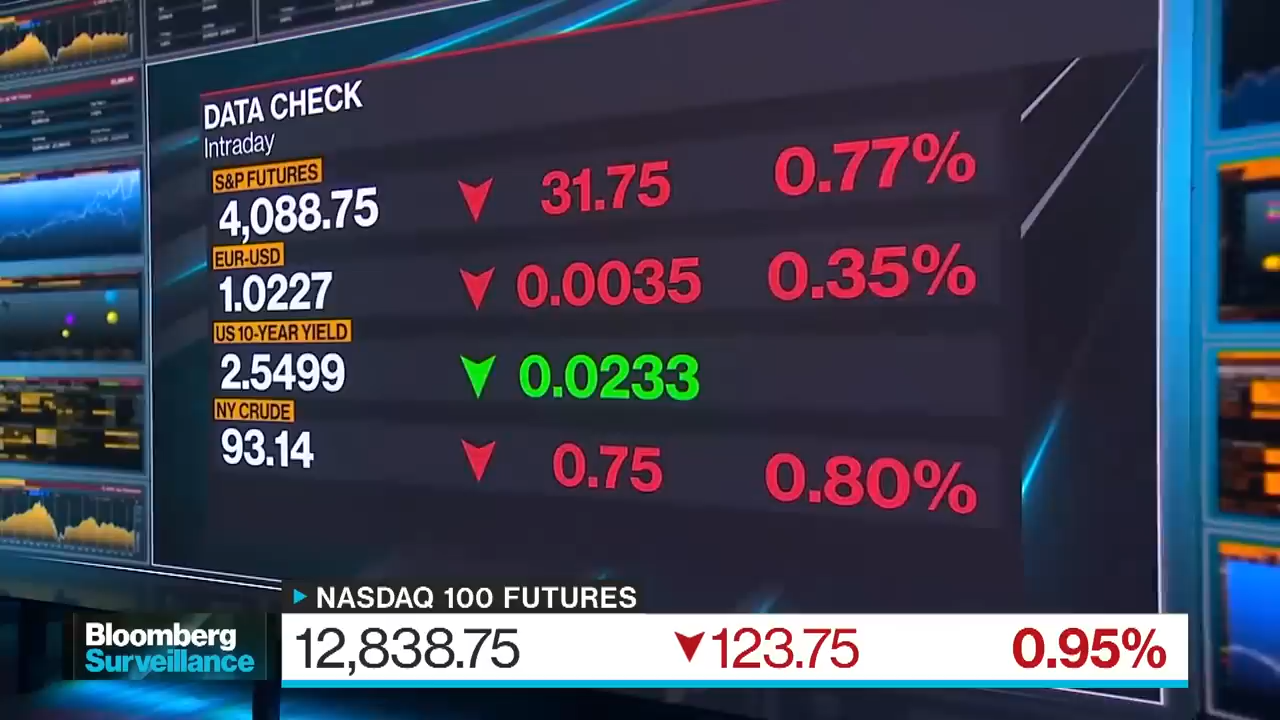 DATA CHECK
Intraday
S&P FUTURES
4,088.75 31.75 0.77%
EUR-USD
1.0227 0.0035 0.35%
US 10-YEAR YIELD
2.5499 0.0233
NY CRUDE
93.14 0.75 0.80%
NASDAQ 100 FUTURES
Bloomberg
Surveillance
12,838.75 123.75 0.95%